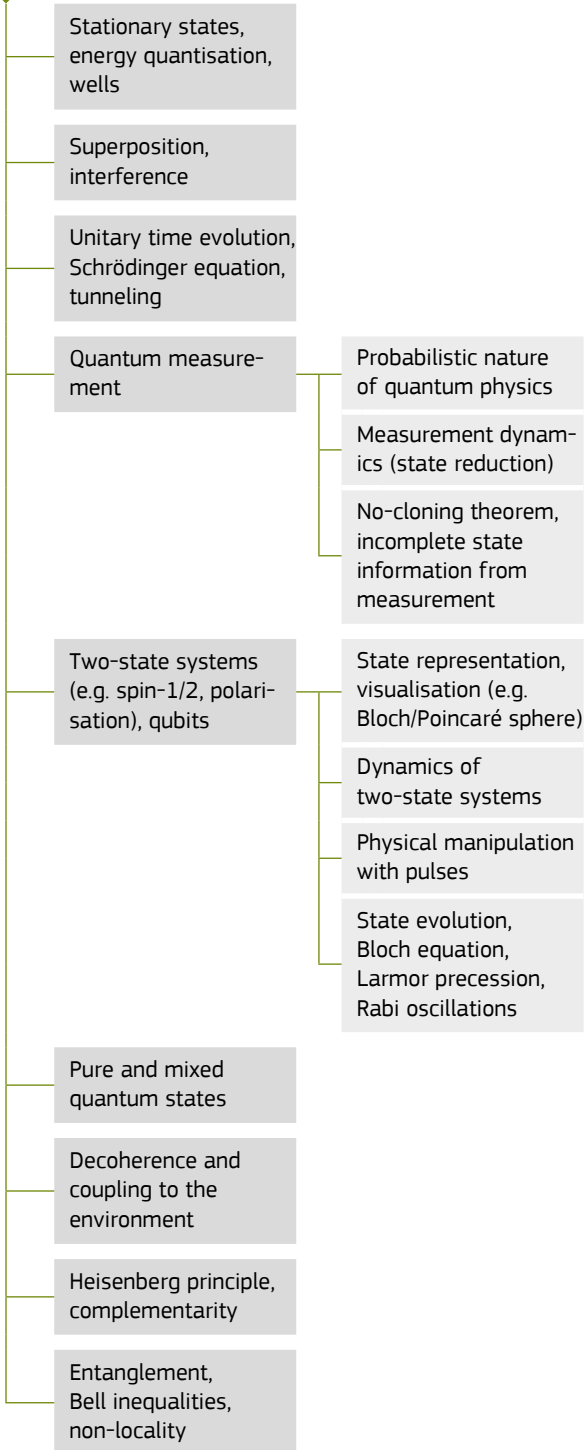 Stationary states,
energy quantisation,
wells
Superposition,
interference
Unitary time evolution,
Schrödinger equation,
tunneling
Quantum measure-
ment
Probabilistic nature
of quantum physics
Measurement dynam-
ics (state reduction)
No-cloning theorem,
incomplete state
information from
measurement
Two-state systems
(e.g. spin-1/2, polari-
sation), qubits
State representation,
visualisation (e.g.
Bloch/Poincaré sphere)
Dynamics of
two-state systems
Physical manipulation
with pulses
State evolution,
Bloch equation,
Larmor precession,
Rabi oscillations
Pure and mixed
quantum states
Decoherence and
coupling to the
environment
Heisenberg principle,
complementarity
Entanglement,
Bell inequalities,
non-locality